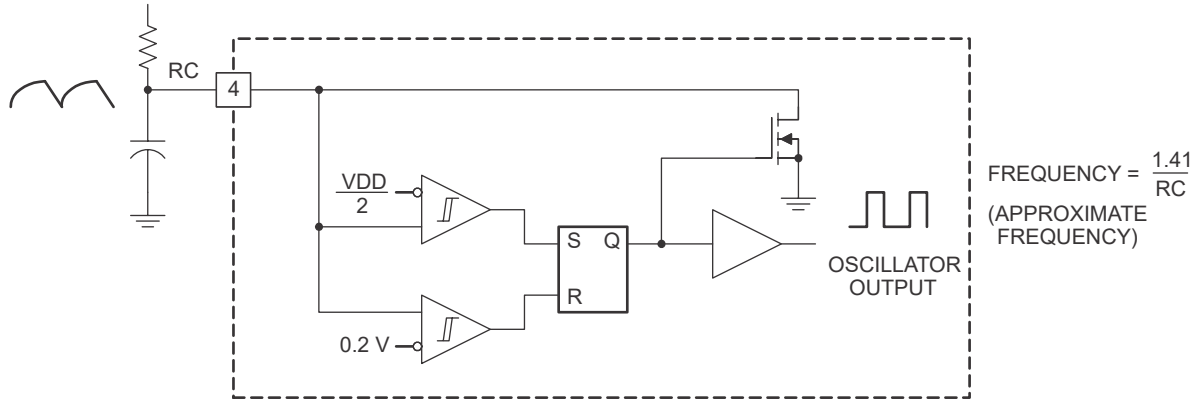 RC
4
VDD
2
S
Q
R
0.2 V
OSCILLATOR
OUTPUT
FREQUENCY = 1.41
RC
(APPROXIMATE
FREQUENCY)